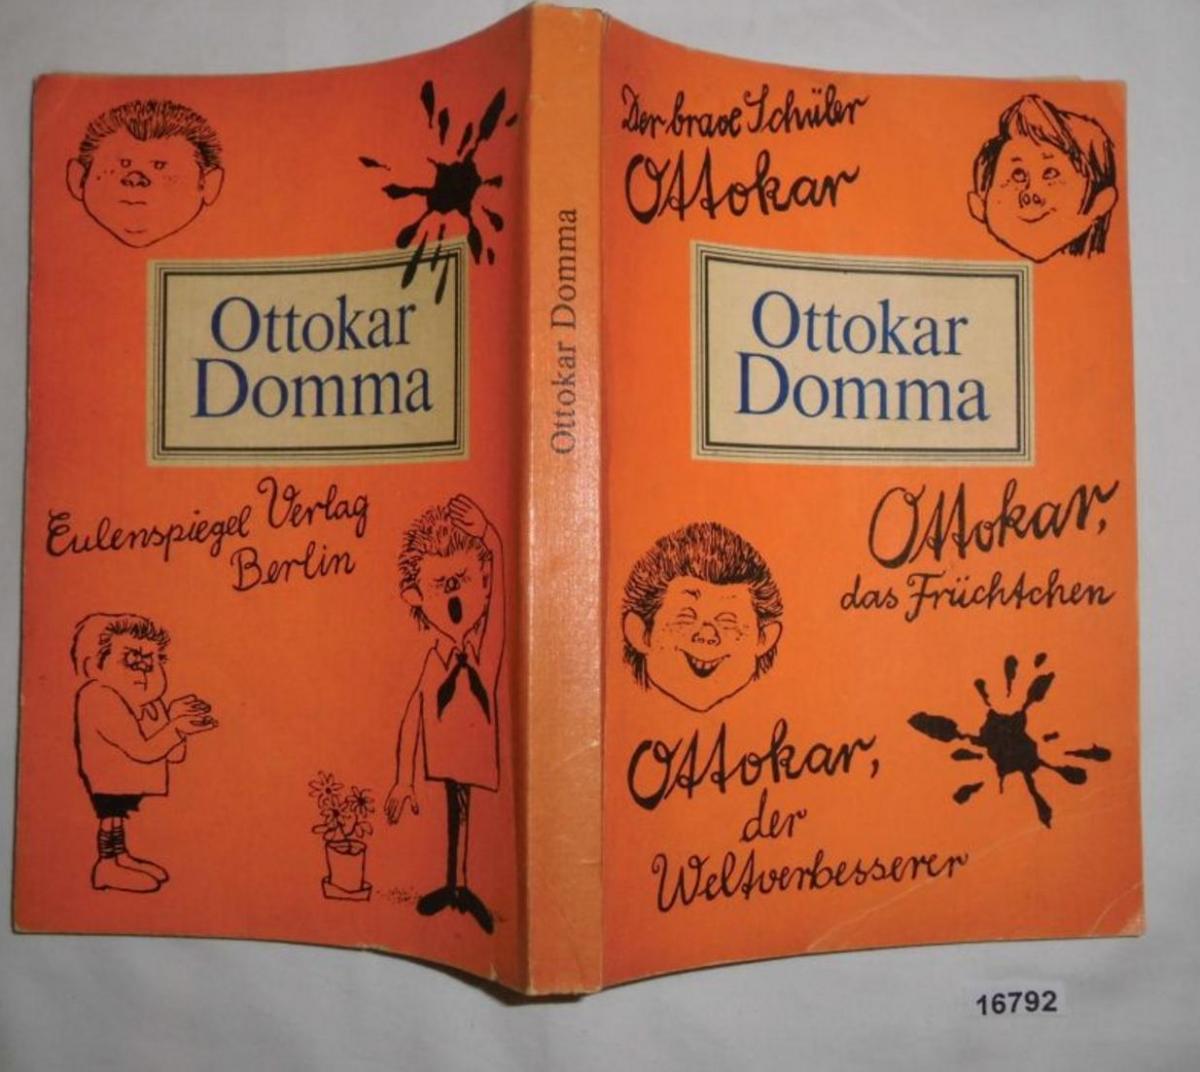 Ottokar
Domma
Eulenspiegel Verlag
Berlin
Ottokar Domma
Der brave Schüler
Ottokar
Ottokar
Domma
Ottokar,
das Früchtchen
Ottokar,
der
Weltverbesserer
16792